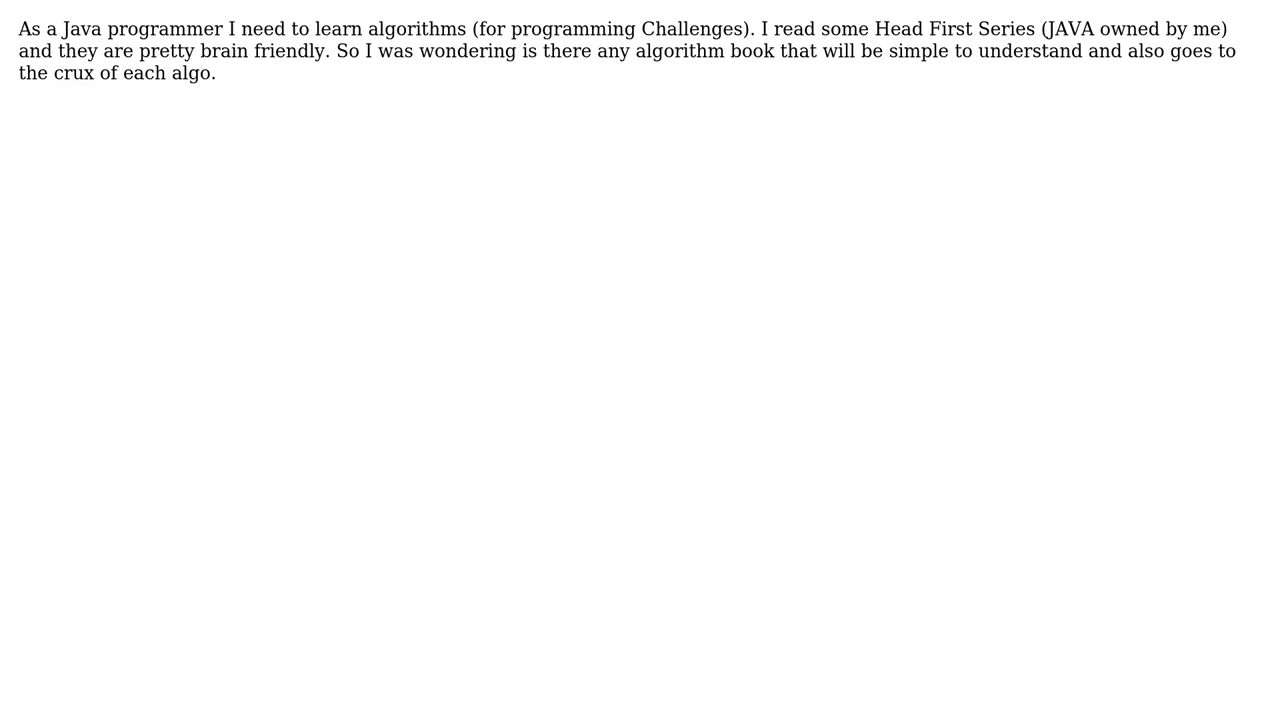 As a Java programmer I need to learn algorithms (for programming Challenges). I read some Head First Series (JAVA owned by me)
and they are pretty brain friendly. So I was wondering is there any algorithm book that will be simple to understand and also goes to
the crux of each algo.